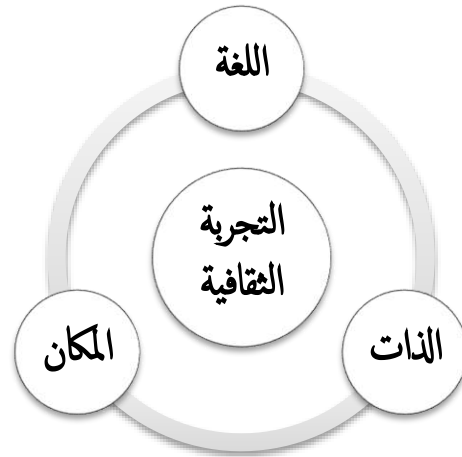 اللغة
التجربة
الثقافية
الذات
المكان